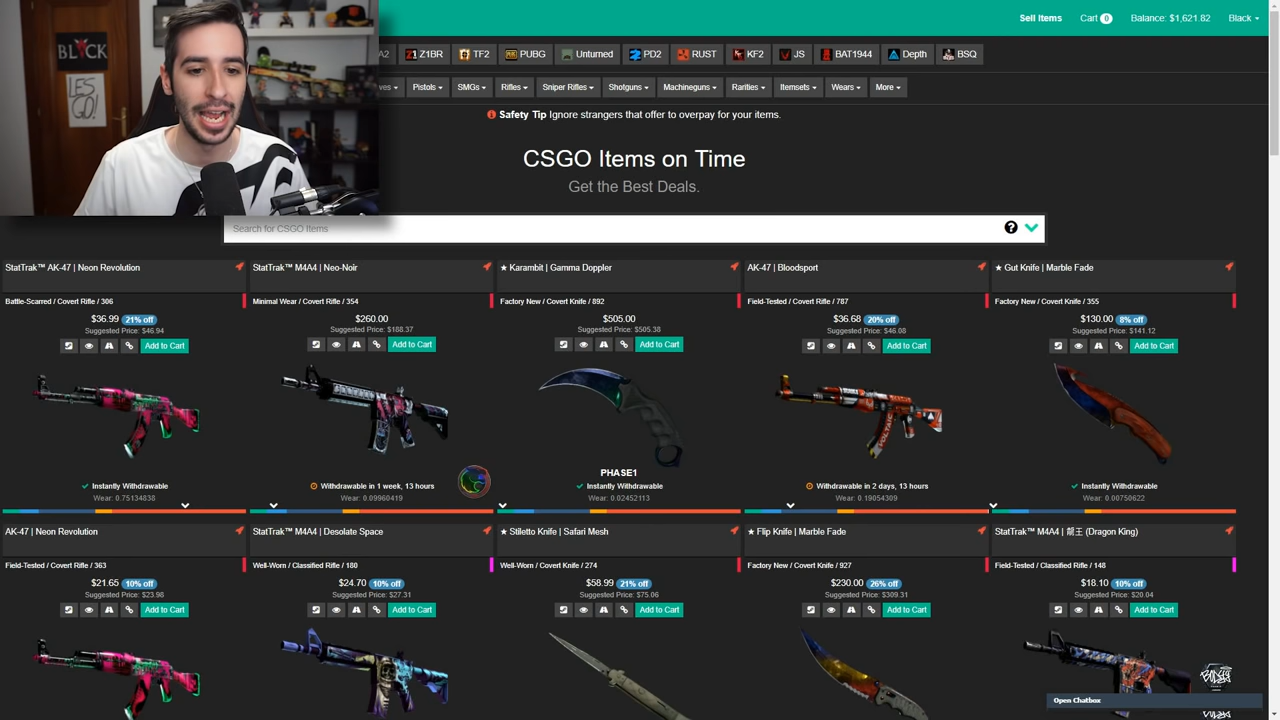 Sell Items
Cart 0
Balance: $1,621.82
Black
BLACK
LES
GO!
Z1BR
TF2
PUBG
Unturned
PD2
RUST
KF2
JS
BAT1944
Depth
BSQ
Pistols
SMGs
Rifles
Sniper Rifles
Shotguns
Machineguns
Rarities
Itemsets
Wears
More
Safety Tip Ignore strangers that offer to overpay for your items.
CSGO Items on Time
Get the Best Deals.
Search for CSGO Items
StatTrak™ AK-47 | Neon Revolution
Battle-Scarred / Covert Rifle / 306
$36.99 21% off
Suggested Price: $46.94
Add to Cart
Instantly Withdrawable
Wear: 0.75134838
StatTrak™ M4A4 | Neo-Noir
Minimal Wear / Covert Rifle / 354
$260.00
Suggested Price: $188.37
Add to Cart
Withdrawable in 1 week, 13 hours
Wear: 0.09960419
★ Karambit | Gamma Doppler
Factory New / Covert Knife / 892
$505.00
Suggested Price: $505.38
Add to Cart
PHASE1
Instantly Withdrawable
Wear: 0.02452113
AK-47 | Bloodsport
Field-Tested / Covert Rifle / 787
$36.68 20% off
Suggested Price: $46.08
Add to Cart
VOLTAIC
Withdrawable in 2 days, 13 hours
Wear: 0.19054309
★ Gut Knife | Marble Fade
Factory New / Covert Knife / 355
$130.00 8% off
Suggested Price: $141.12
Add to Cart
Instantly Withdrawable
Wear: 0.00750622
AK-47 | Neon Revolution
Field-Tested / Covert Rifle / 363
$21.65 10% off
Suggested Price: $23.98
Add to Cart
StatTrak™ M4A4 | Desolate Space
Well-Worn / Classified Rifle / 180
$24.70 10% off
Suggested Price: $27.31
Add to Cart
★ Stiletto Knife | Safari Mesh
Well-Worn / Covert Knife / 274
$58.99 21% off
Suggested Price: $75.06
Add to Cart
★ Flip Knife | Marble Fade
Factory New / Covert Knife / 927
$230.00 26% off
Suggested Price: $309.31
Add to Cart
StatTrak™ M4A4 | 龍王 (Dragon King)
Field-Tested / Classified Rifle / 148
$18.10 10% off
Suggested Price: $20.04
Add to Cart
Open Chatbox